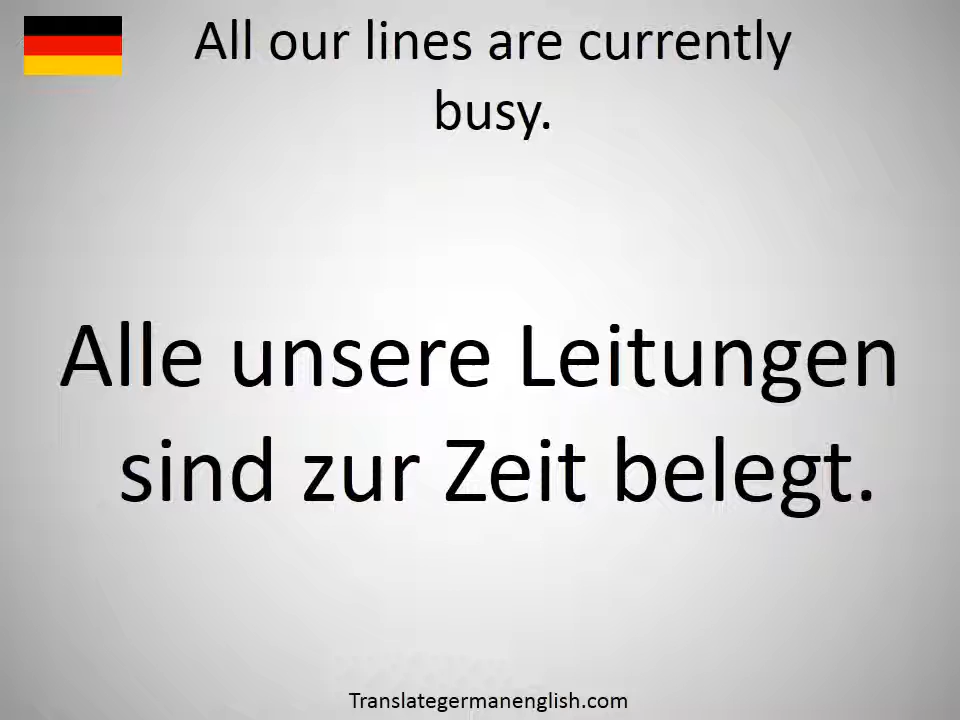 All our lines are currently
busy.
Alle unsere Leitungen
sind zur Zeit belegt.
Translategermanenglish.com